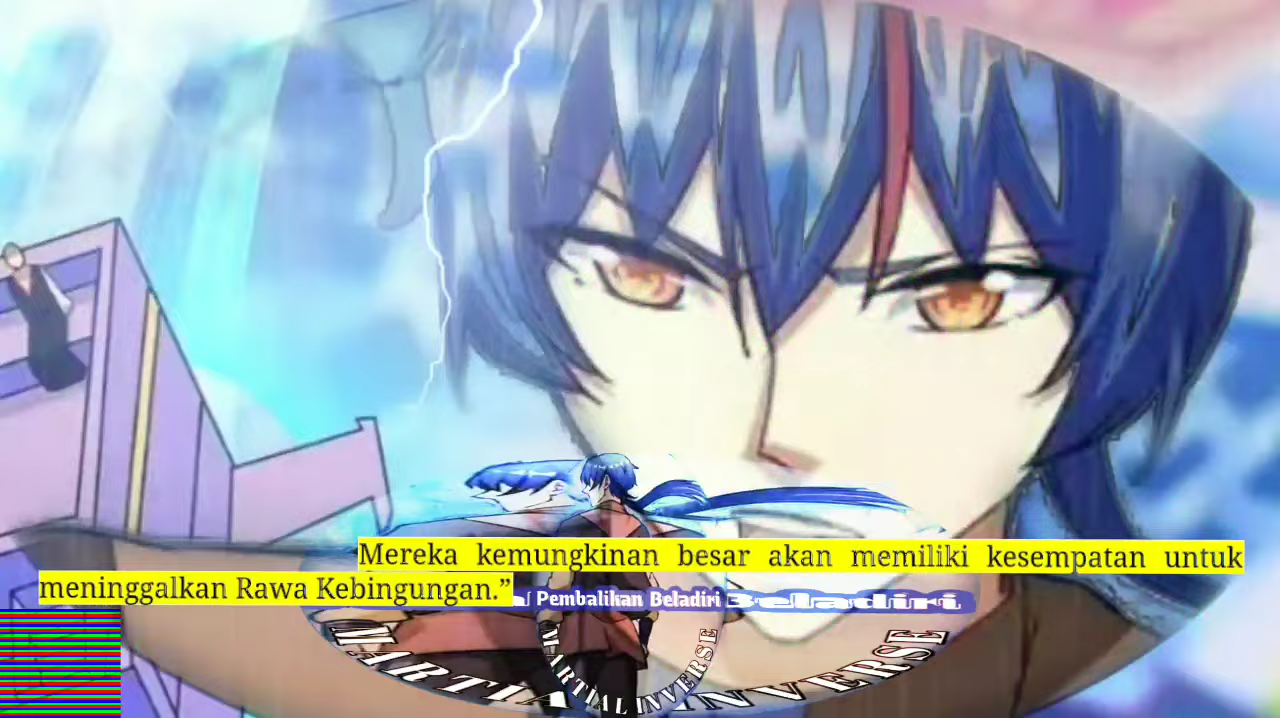 Mereka kemungkinan besar akan memiliki kesempatan untuk
meninggalkan Rawa Kebingungan.”
Pembalikan Beladiri
Beladiri
MARTIAL INVERSE
MARTIAL INVERSE